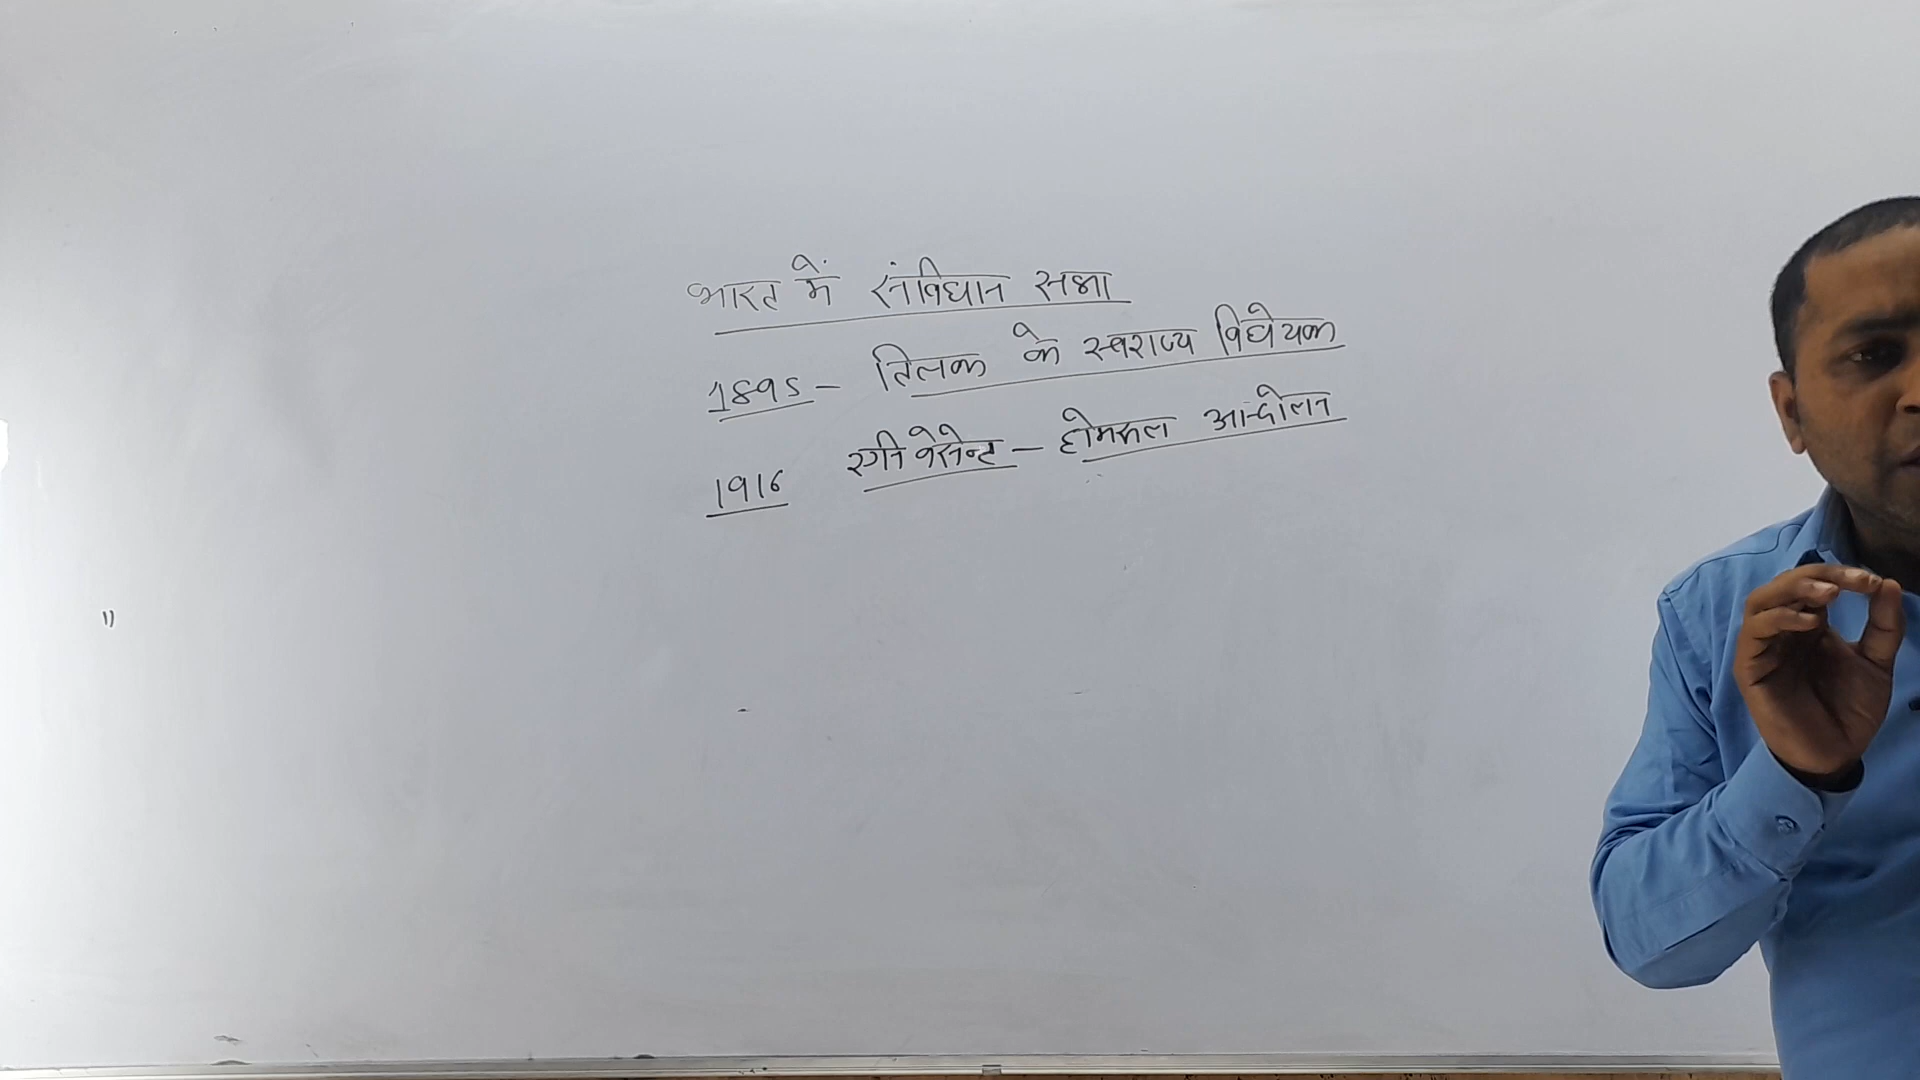 भारत में संविधान सभा
1895 – तिलक के स्वराज्य विधेयक
1916 एनी बेसेन्ट – होमरूल आन्दोलन